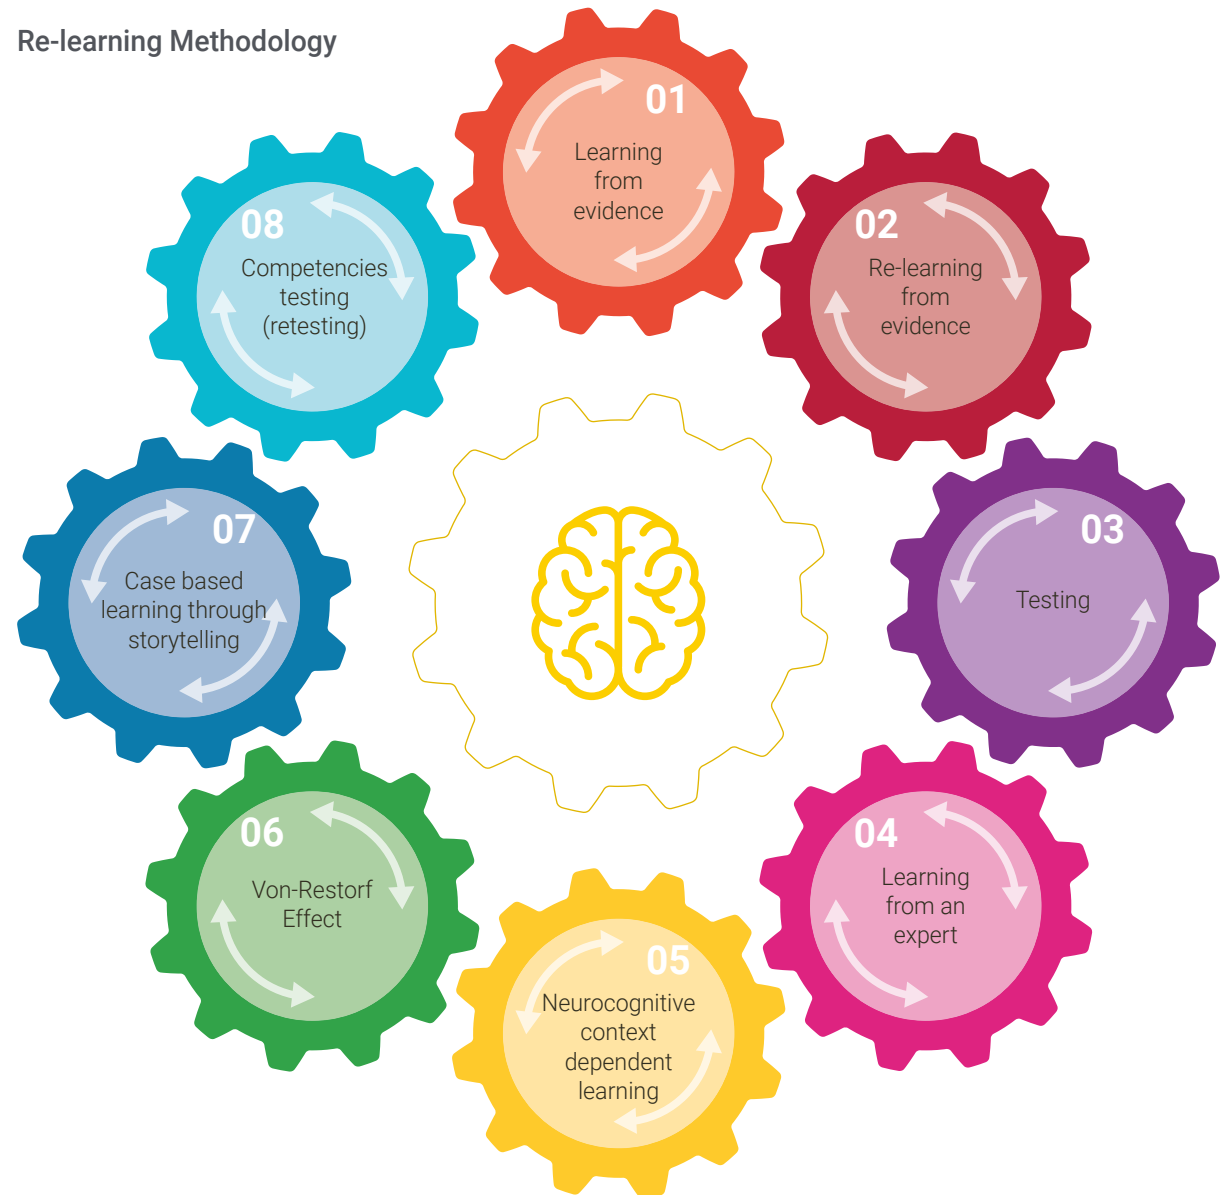 Re-learning Methodology
01
Learning
from
evidence
02
Re-learning
from
evidence
03
Testing
04
Learning
from an
expert
05
Neurocognitive
context
dependent
learning
06
Von-Restorf
Effect
07
Case based
learning through
storytelling
08
Competencies
testing
(retesting)